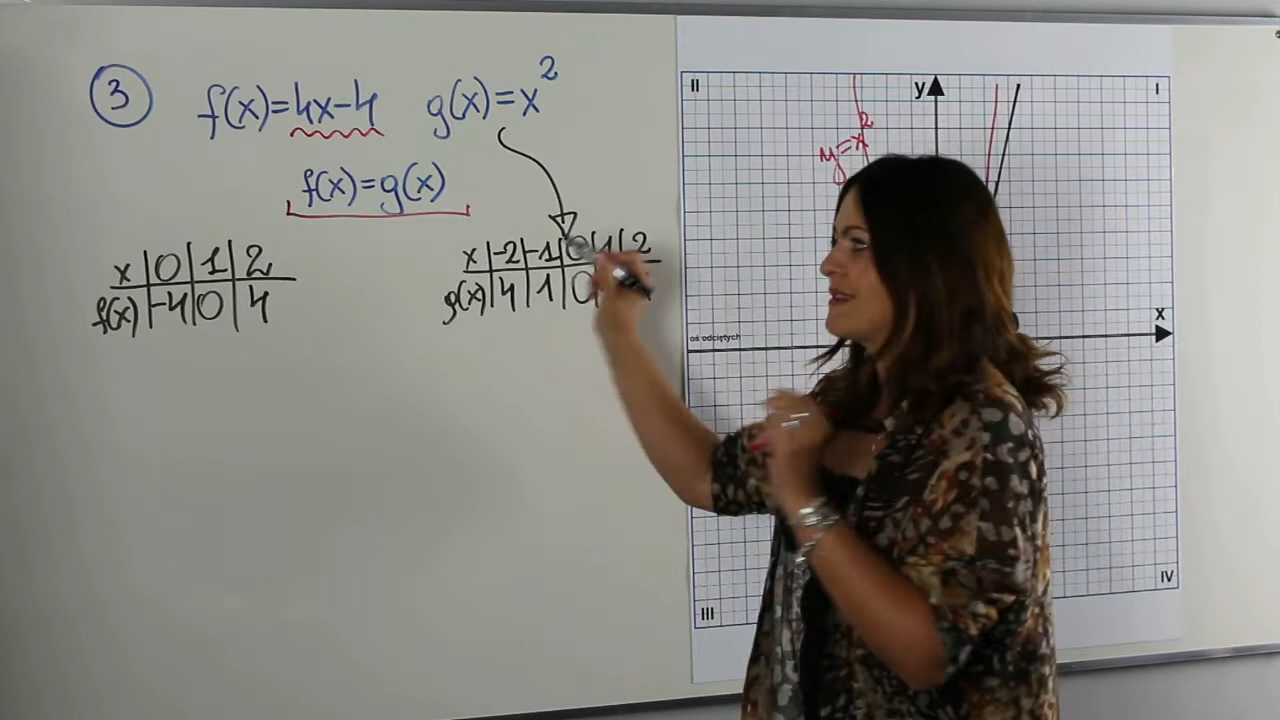 3 f(x)=4x-4 g(x)=x²
f(x)=g(x)
x 0 1 2
f(x) -4 0 4
x -2 -1 0 1 2
g(x) 4 1 0
II y I
y=x²
oś odciętych x
III IV